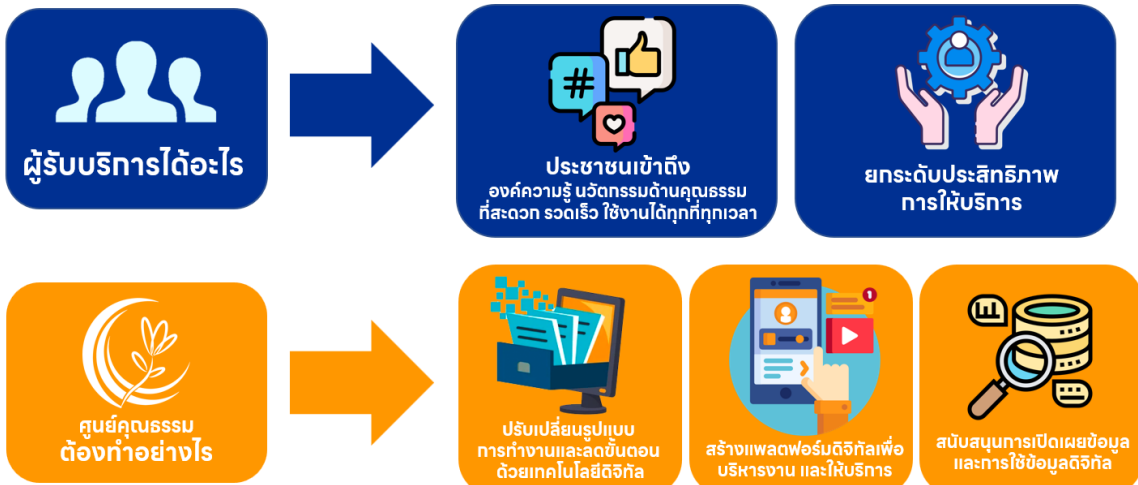 ผู้รับบริการได้อะไร
ประชาชนเข้าถึง
องค์ความรู้ นวัตกรรมด้านคุณธรรม
ที่สะดวก รวดเร็ว ใช้งานได้ทุกที่ทุกเวลา
ยกระดับประสิทธิภาพ
การให้บริการ
ศูนย์คุณธรรม
ต้องทำอย่างไร
ปรับเปลี่ยนรูปแบบ
การทำงานและลดขั้นตอน
ด้วยเทคโนโลยีดิจิทัล
1
สร้างแพลตฟอร์มดิจิทัลเพื่อ
บริหารงาน และให้บริการ
สนับสนุนการเปิดเผยข้อมูล
และการใช้ข้อมูลดิจิทัล